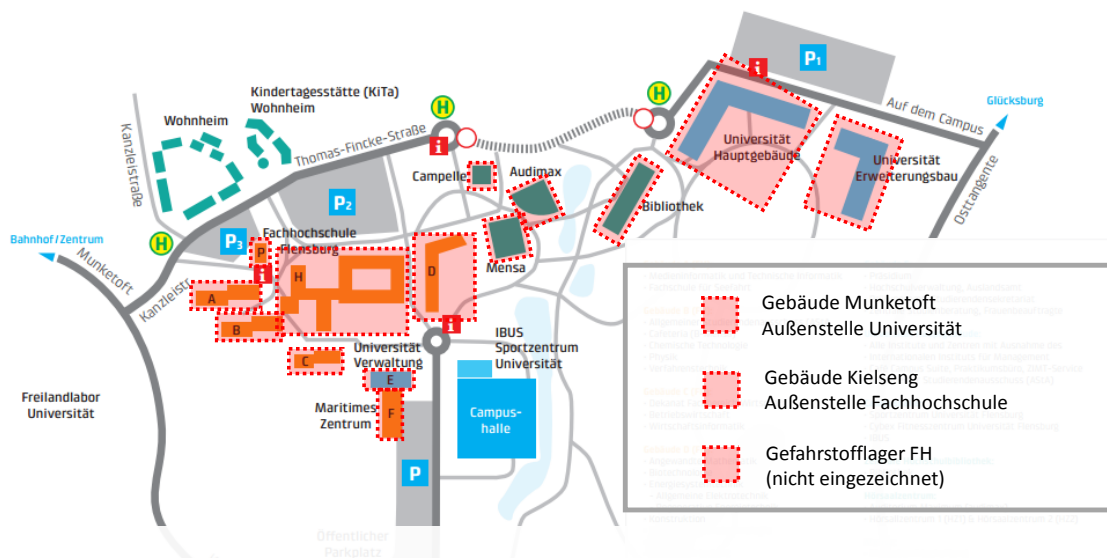 P1
i
H
Kindertagesstätte (KiTa)
Wohnheim
Wohnheim
H
Auf dem Campus
Glücksburg
Kanzleistraße
Thomas-Fincke-Straße
i
Universität
Hauptgebäude
Universität
Erweiterungsbau
Osttangente
Campelle
Audimax
Bibliothek
P2
H
P3
Fachhochschule
Flensburg
Bahnhof/Zentrum
Munketoft
Kanzleistr.
P
i
H
D
Mensa
A
B
C
i
Universität
Verwaltung
E
F
IBUS
Sportzentrum
Universität
Maritimes
Zentrum
Campus-
halle
Freilandlabor
Universität
P
Öffentlicher
Parkplatz
Gebäude Munketoft
Außenstelle Universität
Gebäude Kielseng
Außenstelle Fachhochschule
Gefahrstofflager FH
(nicht eingezeichnet)